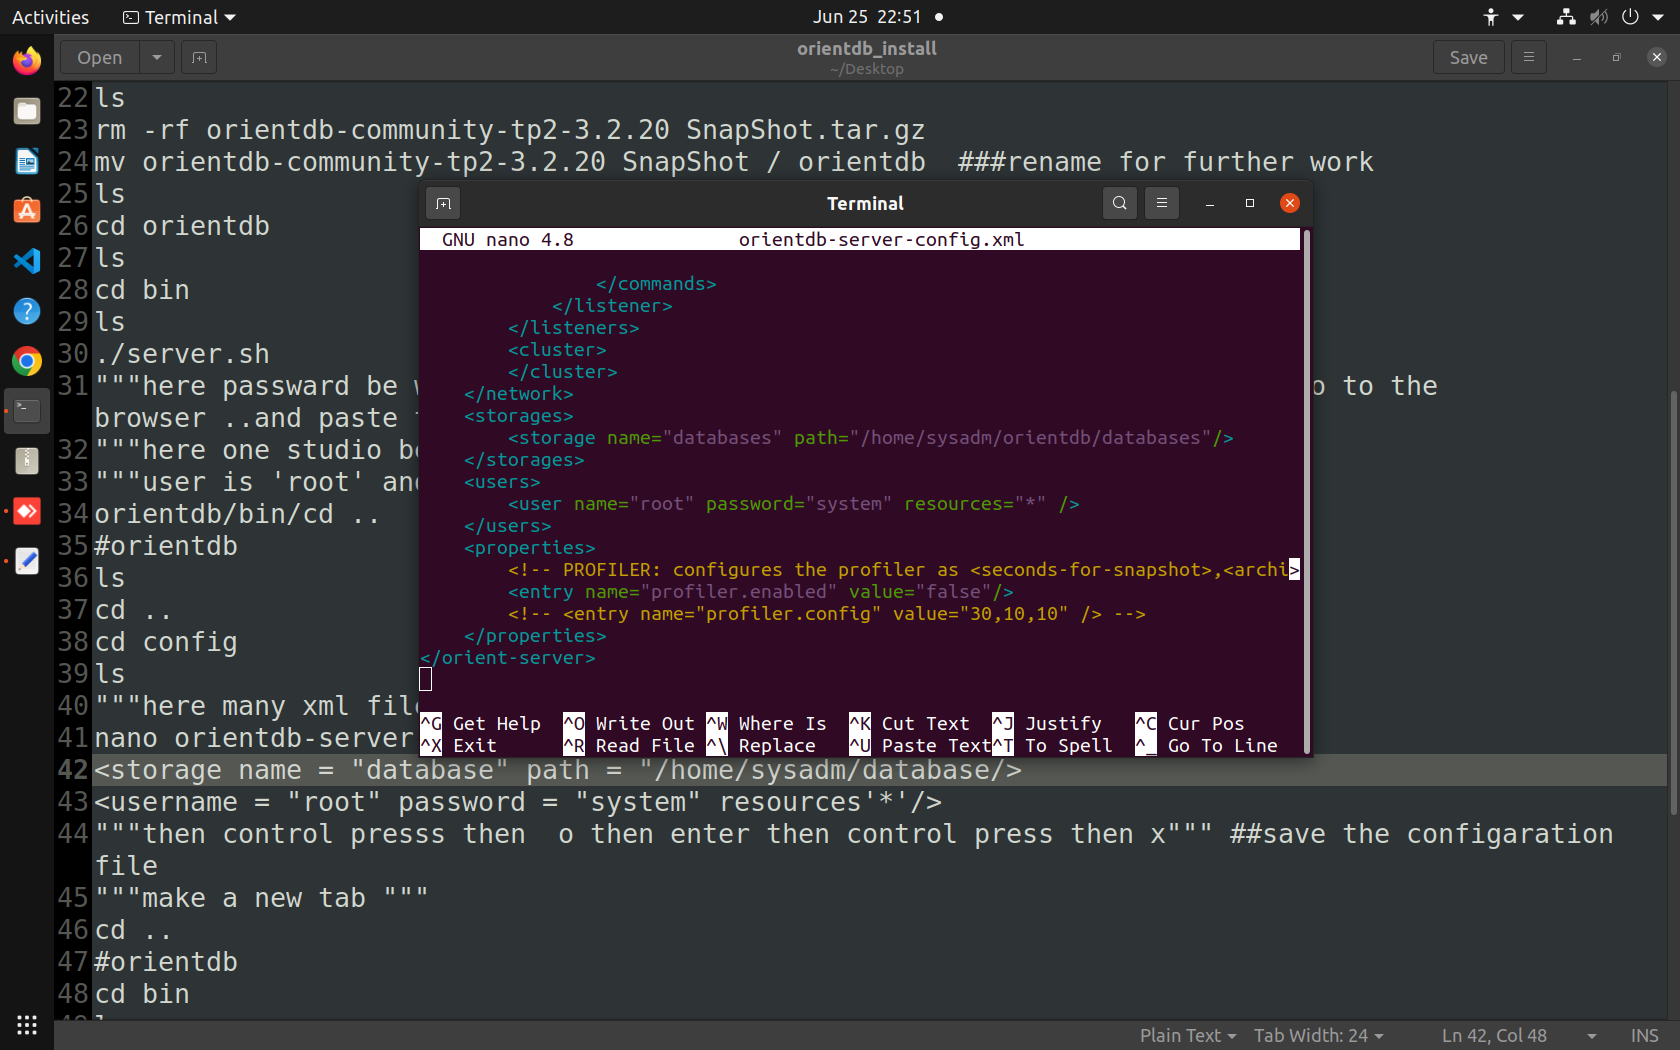 Activities Terminal Jun 25 22:51
Open orientdb_install Save
~/Desktop
22 ls
23 rm -rf orientdb-community-tp2-3.2.20 SnapShot.tar.gz
24 mv orientdb-community-tp2-3.2.20 SnapShot / orientdb  ###rename for further work
25 ls
26 cd orientdb
27 ls
28 cd bin
29 ls
30 ./server.sh
31 """here passward be o to the
browser ..and paste
32 """here one studio
33 """user is 'root'
34 orientdb/bin/cd ..
35 #orientdb
36 ls
37 cd ..
38 cd config
39 ls
40 """here many xml
41 nano orientdb-server
42 <storage name = "database" path = "/home/sysadm/database/>
43 <username = "root" password = "system" resources'*'/>
44 """then control presss then  o then enter then control press then x""" ##save the configaration
file
45 """make a new tab """
46 cd ..
47 #orientdb
48 cd bin
Plain Text Tab Width: 24 Ln 42, Col 48 INS
Terminal
GNU nano 4.8 orientdb-server-config.xml
</commands>
</listener>
</listeners>
<cluster>
</cluster>
</network>
<storages>
<storage name="databases" path="/home/sysadm/orientdb/databases"/>
</storages>
<users>
<user name="root" password="system" resources="*" />
</users>
<properties>
<!-- PROFILER: configures the profiler as <seconds-for-snapshot>,<archi>
<entry name="profiler.enabled" value="false"/>
<!-- <entry name="profiler.config" value="30,10,10" /> -->
</properties>
</orient-server>
^G Get Help ^O Write Out ^W Where Is ^K Cut Text ^J Justify ^C Cur Pos
^X Exit ^R Read File ^\ Replace ^U Paste Text ^T To Spell ^_ Go To Line